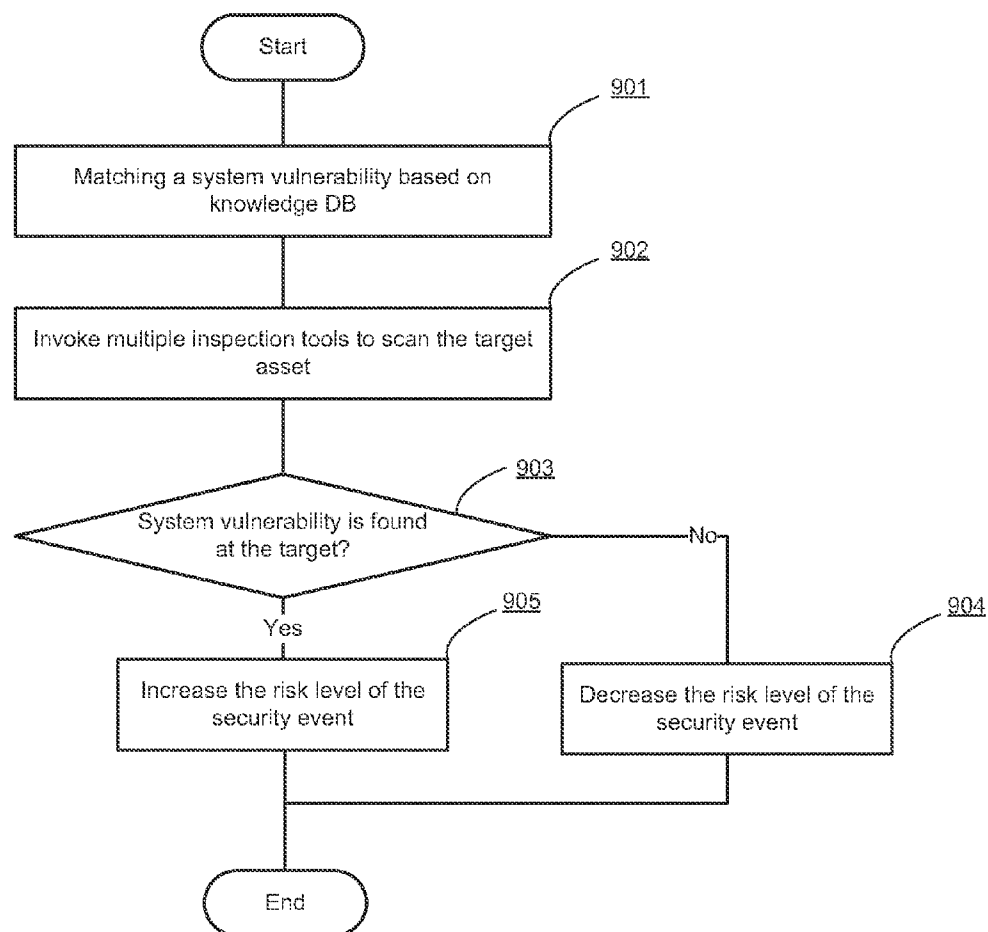 Start
901
Matching a system vulnerability based on
knowledge DB
902
Invoke multiple inspection tools to scan the target
asset
903
System vulnerability is found
at the target?
No
Yes
905
Increase the risk level of the
security event
904
Decrease the risk level of the
security event
End